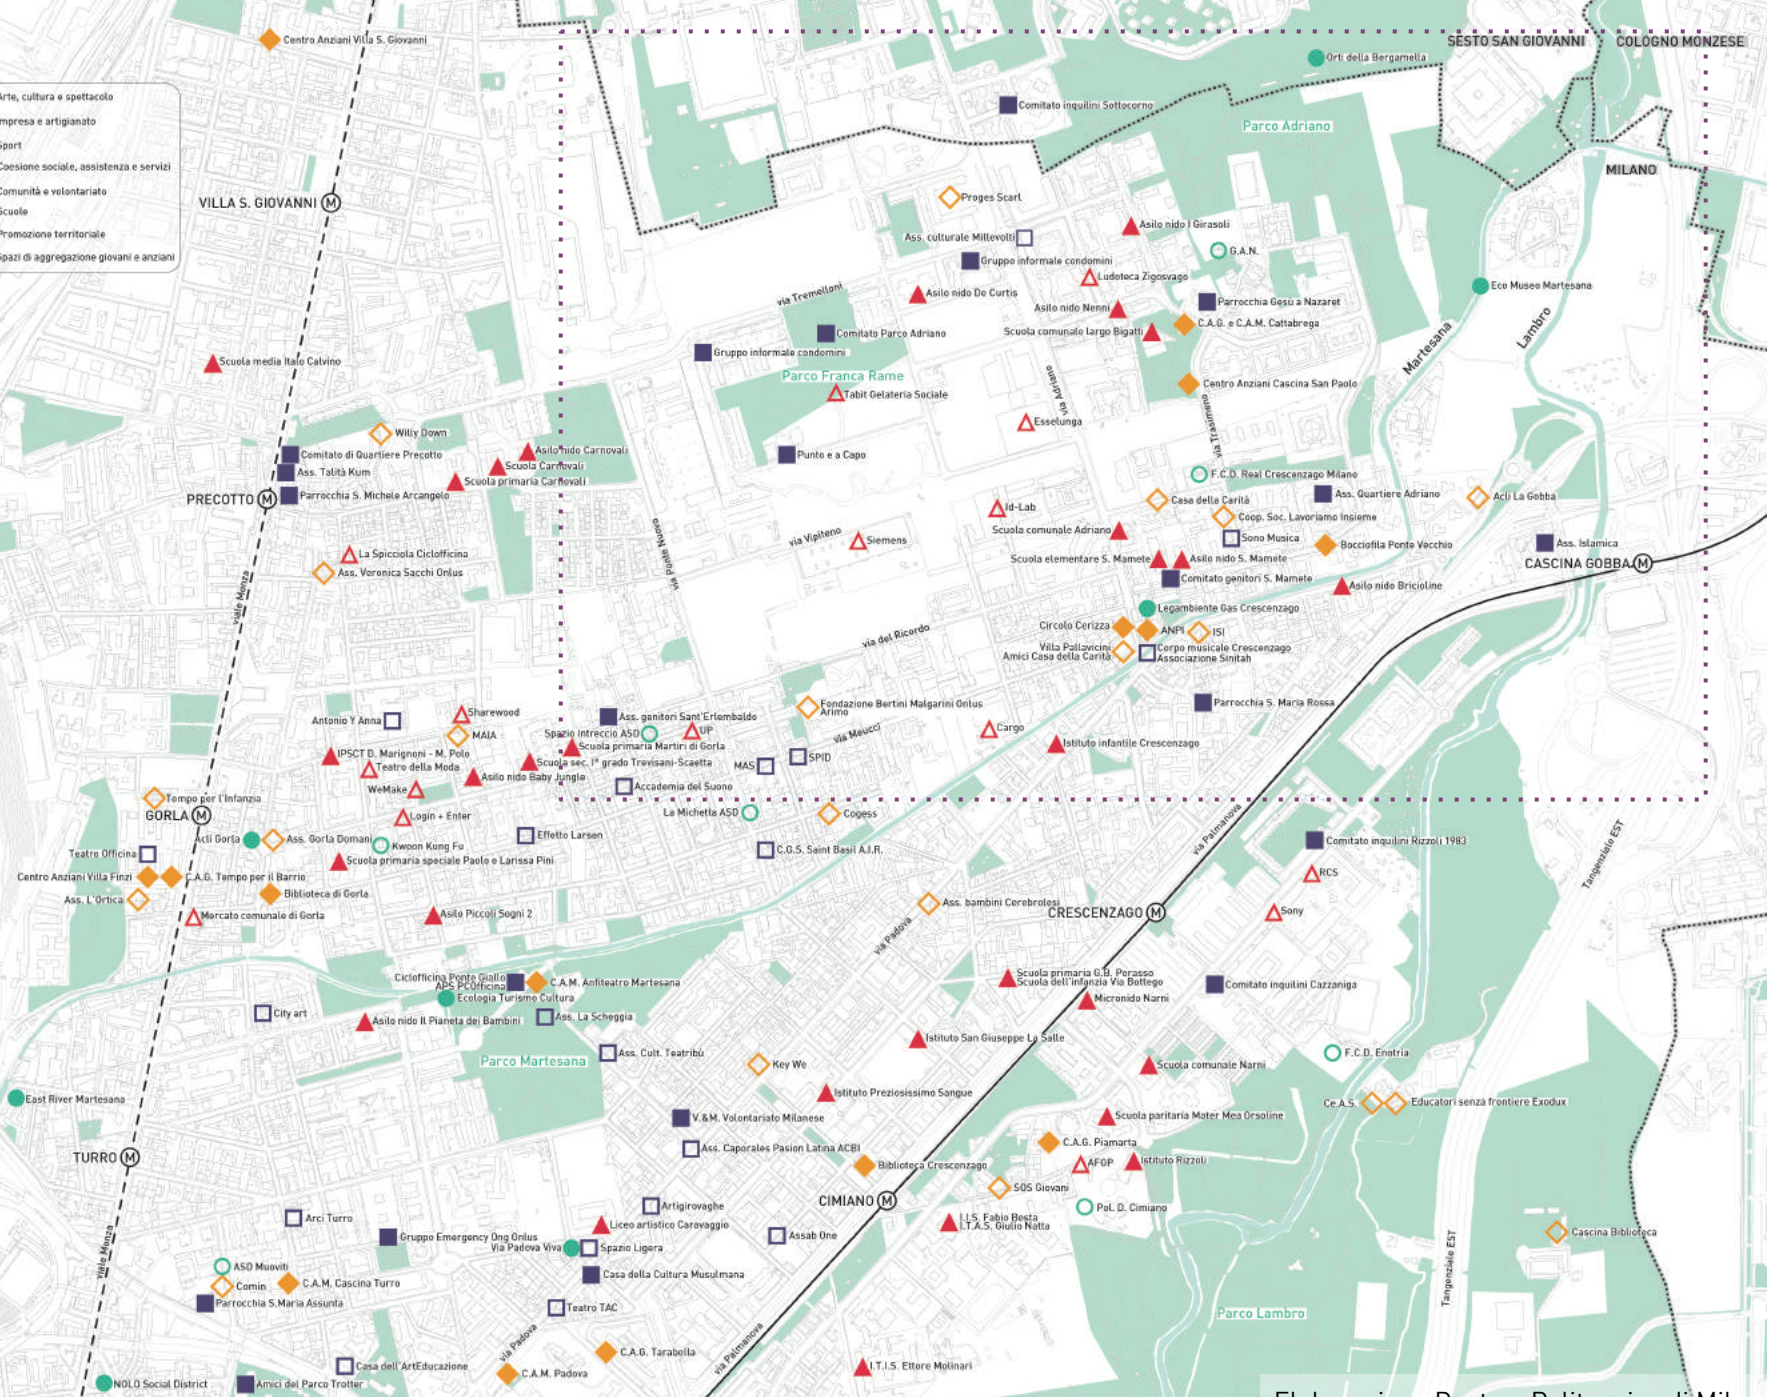 Centro Anziani Villa S. Giovanni
Arte, cultura e spettacolo
Impresa e artigianato
Sport
Coesione sociale, assistenza e servizi
Comunità e volontariato
Scuole
Promozione territoriale
Spazi di aggregazione giovani e anziani
SESTO SAN GIOVANNI
COLOGNO MONZESE
Orti della Bergamella
Comitato inquilini Sottocorno
Parco Adriano
MILANO
VILLA S. GIOVANNI M
Proges Scarl
Asilo nido I Girasoli
Ass. culturale Millevolti
G.A.N.
Gruppo informale condomini
Ludoteca Zigosvago
Eco Museo Martesana
via Tremelloni
Asilo nido De Curtis
Asilo nido Nenni
Parrocchia Gesù a Nazaret
Comitato Parco Adriano
Scuola comunale largo Bigatti
C.A.G. e C.A.M. Cattabrega
Martesana
Lambro
Gruppo informale condomini
Scuola media Italo Calvino
Parco Franca Rame
via Adriano
Centro Anziani Cascina San Paolo
Tabit Gelateria Sociale
via Trasimeno
Esselunga
Willy Down
Comitato di Quartiere Precotto
Asilo nido Carnovali
Punto e a Capo
Scuola Carnovali
Ass. Talità Kum
F.C.D. Real Crescenzago Milano
Scuola primaria Carnovali
PRECOTTO M
Parrocchia S. Michele Arcangelo
Casa della Carità
Ass. Quartiere Adriano
Acli La Gobba
Id-Lab
Coop. Soc. Lavoriamo Insieme
Scuola comunale Adriano
Sono Musica
via Ponte Nuovo
via Vipiteno
Siemens
Bocciofila Ponte Vecchio
Ass. Islamica
La Spicciola Ciclofficina
Scuola elementare S. Mamete
Asilo nido S. Mamete
CASCINA GOBBA M
Ass. Veronica Sacchi Onlus
Comitato genitori S. Mamete
Asilo nido Bricioline
viale Monza
Legambiente Gas Crescenzago
Circolo Cerizza
ANPI
ISI
via del Ricordo
Villa Pallavicini
Amici Casa della Carità
Corpo musicale Crescenzago
Associazione Sinitah
Parrocchia S. Maria Rossa
Fondazione Bertini Malgarini Onlus
Arimo
Sharewood
Antonio Y Anna
Ass. genitori Sant'Erlembaldo
Spazio Intreccio ASD
UP
via Meucci
Cargo
MAIA
Scuola primaria Martiri di Gorla
Istituto infantile Crescenzago
IPSCT D. Marignoni - M. Polo
Teatro della Moda
Scuola sec. I° grado Trevisani-Scaetta
MAS
SPID
Asilo nido Baby Jungle
WeMake
Accademia del Suono
Tempo per l'Infanzia
GORLA M
Login + Enter
La Michetta ASD
Cogess
via Palmanova
Acli Gorla
Ass. Gorla Domani
Kwoon Kung Fu
Effetto Larsen
Comitato inquilini Rizzoli 1983
Teatro Officina
C.G.S. Saint Basil A.I.R.
Scuola primaria speciale Paolo e Larissa Pini
Tangenziale EST
Centro Anziani Villa Finzi
C.A.G. Tempo per il Barrio
RCS
Biblioteca di Gorla
Ass. L'Ortica
Mercato comunale di Gorla
Asilo Piccoli Sogni 2
Ass. bambini Cerebrolesi
CRESCENZAGO M
Sony
via Padova
Ciclofficina Ponte Giallo
APS PCOfficina
C.A.M. Anfiteatro Martesana
Scuola primaria G.B. Perasso
Scuola dell'infanzia Via Bottego
Comitato inquilini Cazzaniga
Ecologia Turismo Cultura
Micronido Narni
City art
Ass. La Scheggia
Asilo nido Il Pianeta dei Bambini
Istituto San Giuseppe La Salle
Parco Martesana
Ass. Cult. Teatribù
F.C.D. Enotria
Key We
Scuola comunale Narni
East River Martesana
Istituto Preziosissimo Sangue
Ce.A.S.
Educatori senza frontiere Exodus
V.&M. Volontariato Milanese
Scuola paritaria Mater Mea Orsoline
TURRO M
Ass. Caporales Pasion Latina ACBI
C.A.G. Piamarta
Biblioteca Crescenzago
AFGP
Istituto Rizzoli
SOS Giovani
CIMIANO M
Artigirovaghe
Pol. D. Cimiano
Arci Turro
Liceo artistico Caravaggio
I.I.S. Fabio Besta
I.T.A.S. Giulio Natta
Gruppo Emergency Ong Onlus
Assab One
Cascina Biblioteca
Via Padova Viva
Spazio Ligera
viale Monza
ASD Muoviti
Casa della Cultura Musulmana
Tangenziale EST
Comin
C.A.M. Cascina Turro
Parrocchia S.Maria Assunta
Teatro TAC
Parco Lambro
via Padova
via Palmanova
C.A.G. Tarabella
Casa dell'ArtEducazione
C.A.M. Padova
I.T.I.S. Ettore Molinari
NOLO Social District
Amici del Parco Trotter